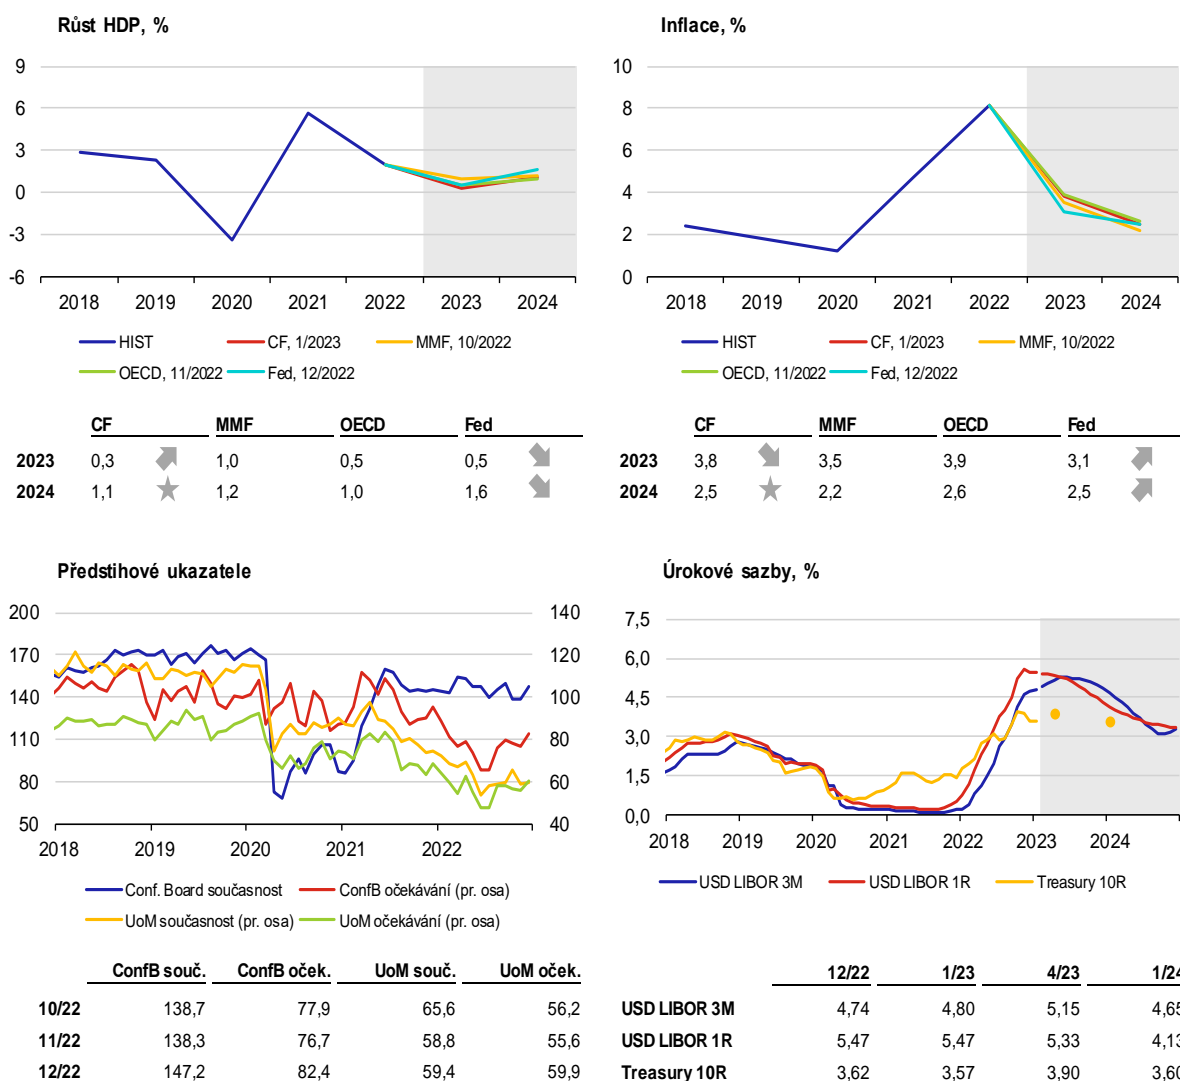 Růst HDP, %
9
6
3
0
-3
-6
2018 2019 2020 2021 2022 2023 2024
HIST CF, 1/2023 MMF, 10/2022
OECD, 11/2022 Fed, 12/2022
CF MMF OECD Fed
2023 0,3 1,0 0,5 0,5
2024 1,1 1,2 1,0 1,6
Inflace, %
10
8
6
4
2
0
2018 2019 2020 2021 2022 2023 2024
HIST CF, 1/2023 MMF, 10/2022
OECD, 11/2022 Fed, 12/2022
CF MMF OECD Fed
2023 3,8 3,5 3,9 3,1
2024 2,5 2,2 2,6 2,5
Předstihové ukazatele
200 140
170 120
140 100
110 80
80 60
50 40
2018 2019 2020 2021 2022
Conf. Board současnost ConfB očekávání (pr. osa)
UoM současnost (pr. osa) UoM očekávání (pr. osa)
ConfB souč. ConfB oček. UoM souč. UoM oček.
10/22 138,7 77,9 65,6 56,2
11/22 138,3 76,7 58,8 55,6
12/22 147,2 82,4 59,4 59,9
Úrokové sazby, %
7,5
6,0
4,5
3,0
1,5
0,0
2018 2019 2020 2021 2022 2023 2024
USD LIBOR 3M USD LIBOR 1R Treasury 10R
12/22 1/23 4/23 1/24
USD LIBOR 3M 4,74 4,80 5,15 4,65
USD LIBOR 1R 5,47 5,47 5,33 4,13
Treasury 10R 3,62 3,57 3,90 3,60